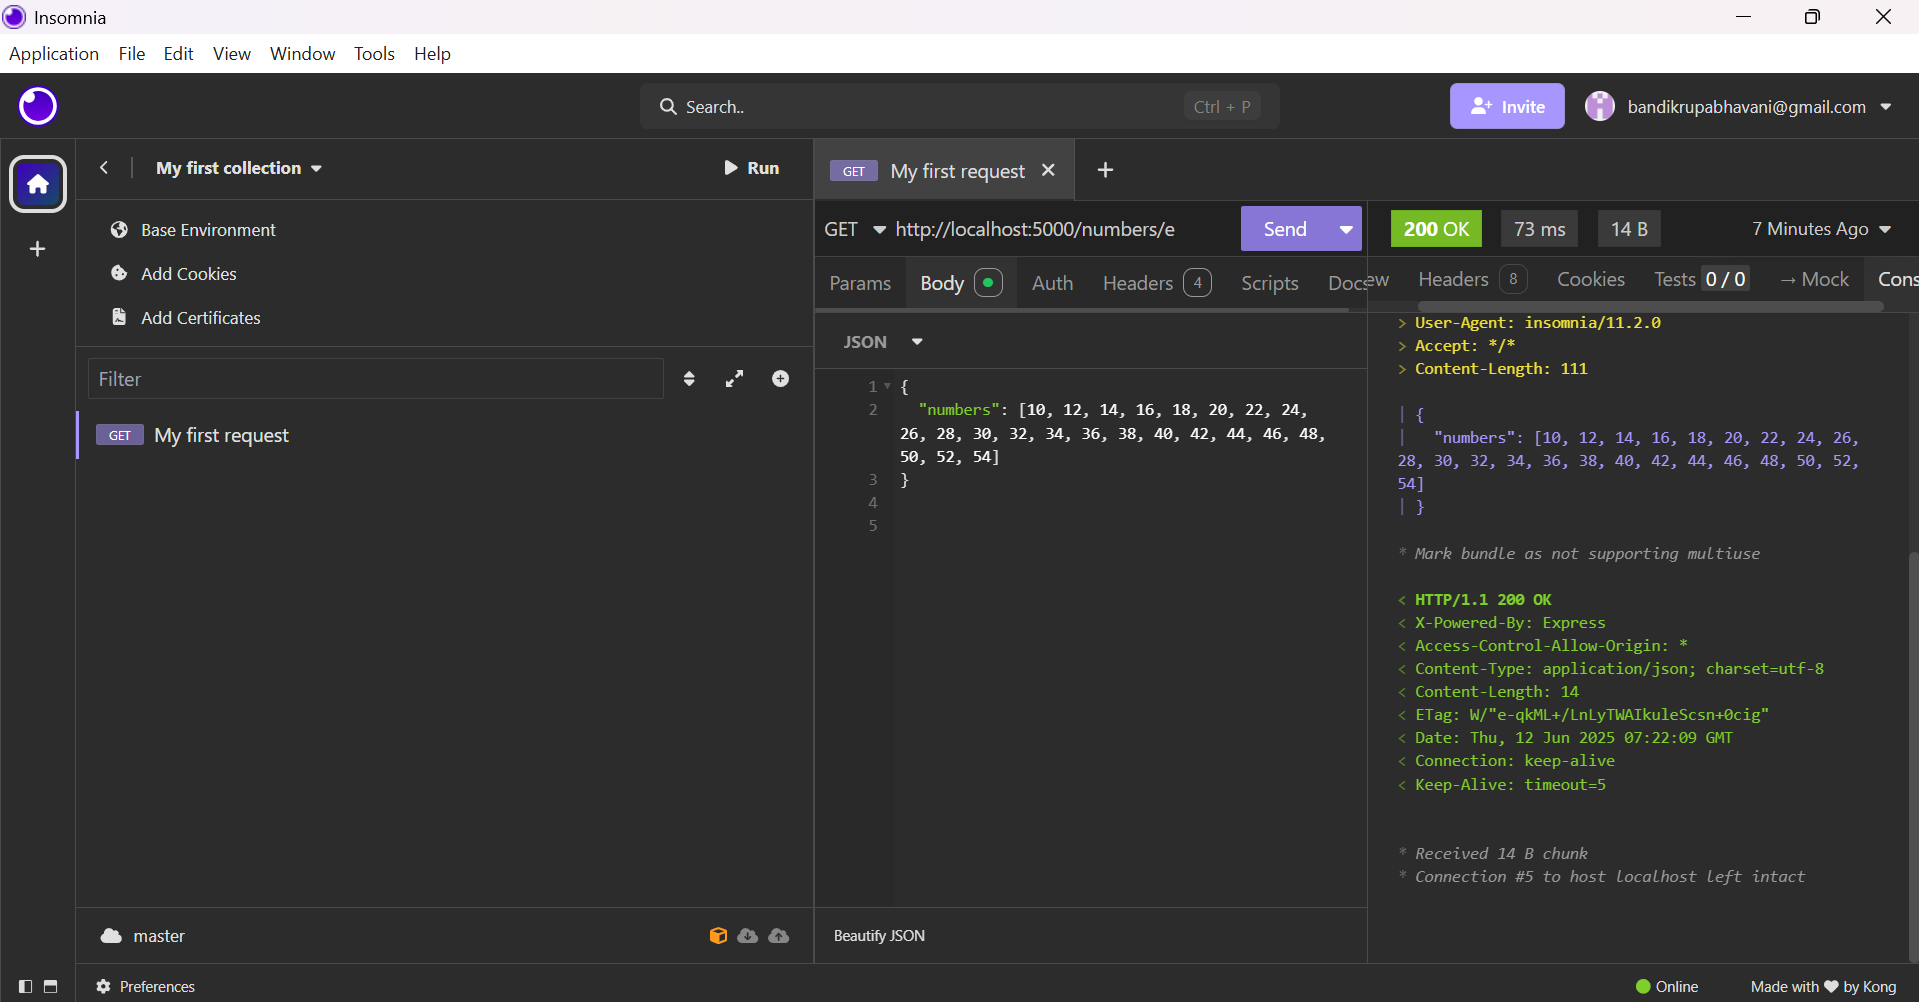 Insomnia
Application File Edit View Window Tools Help
Search.. Ctrl + P
Invite
bandikrupabhavani@gmail.com
My first collection
Run
Base Environment
Add Cookies
Add Certificates
Filter
GET My first request
master
Preferences
GET My first request
GET http://localhost:5000/numbers/e Send
Params Body Auth Headers 4 Scripts Docs
JSON
1 {
2 "numbers": [10, 12, 14, 16, 18, 20, 22, 24,
26, 28, 30, 32, 34, 36, 38, 40, 42, 44, 46, 48,
50, 52, 54]
3 }
4
5
Beautify JSON
200 OK 73 ms 14 B 7 Minutes Ago
ew Headers 8 Cookies Tests 0 / 0 → Mock Cons
> User-Agent: insomnia/11.2.0
> Accept: */*
> Content-Length: 111
| {
| "numbers": [10, 12, 14, 16, 18, 20, 22, 24, 26,
28, 30, 32, 34, 36, 38, 40, 42, 44, 46, 48, 50, 52,
54]
| }
* Mark bundle as not supporting multiuse
< HTTP/1.1 200 OK
< X-Powered-By: Express
< Access-Control-Allow-Origin: *
< Content-Type: application/json; charset=utf-8
< Content-Length: 14
< ETag: W/"e-qkML+/LnLyTWAIkuleScsn+0cig"
< Date: Thu, 12 Jun 2025 07:22:09 GMT
< Connection: keep-alive
< Keep-Alive: timeout=5
* Received 14 B chunk
* Connection #5 to host localhost left intact
Online
Made with ♥ by Kong